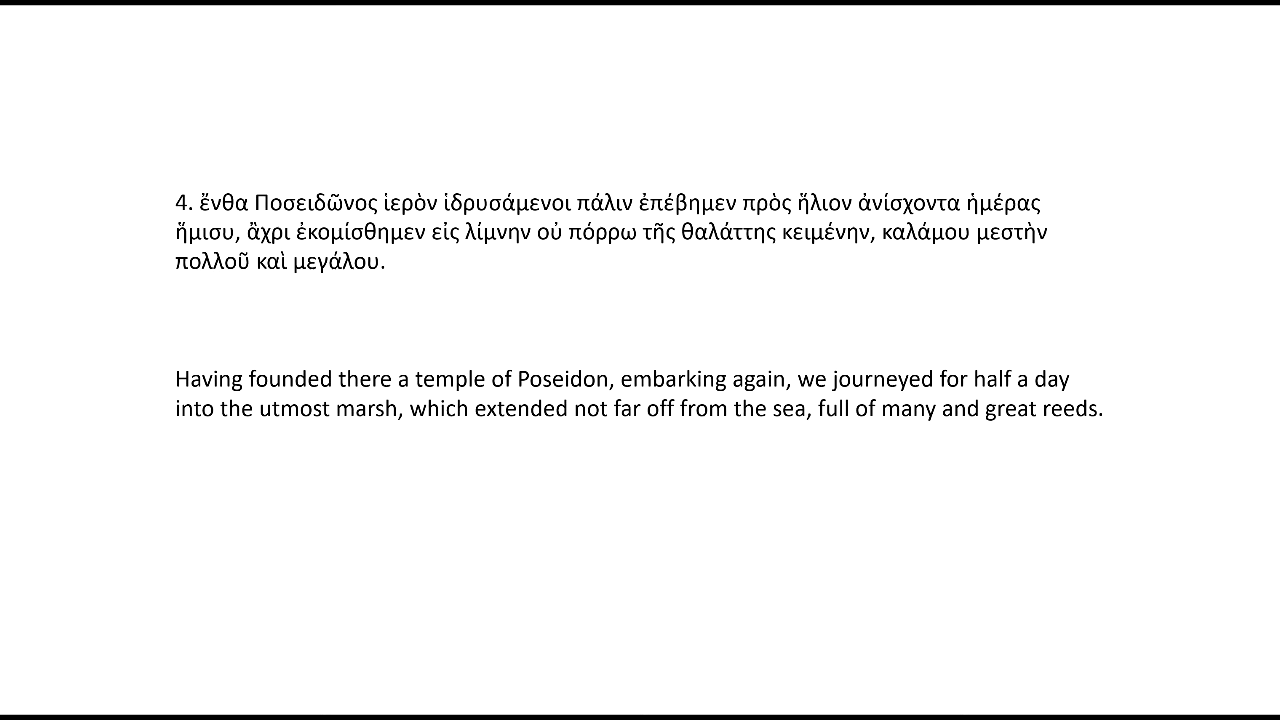 4. ἔνθα Ποσειδῶνος ἱερὸν ἱδρυσάμενοι πάλιν ἐπέβημεν πρὸς ἥλιον ἀνίσχοντα ἡμέρας
ἥμισυ, ἂχρι ἐκομίσθημεν εἰς λίμνην οὐ πόρρω τῆς θαλάττης κειμένην, καλάμου μεστὴν
πολλοῦ καὶ μεγάλου.
Having founded there a temple of Poseidon, embarking again, we journeyed for half a day
into the utmost marsh, which extended not far off from the sea, full of many and great reeds.